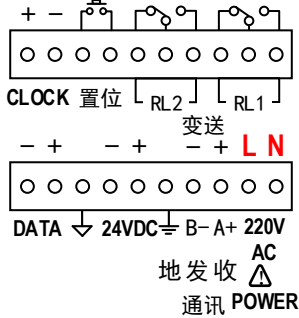 + −
CLOCK 置位 RL2 RL1
变送
− + − + − + L N
DATA 24VDC B− A+ 220V
AC
地发收
通讯 POWER